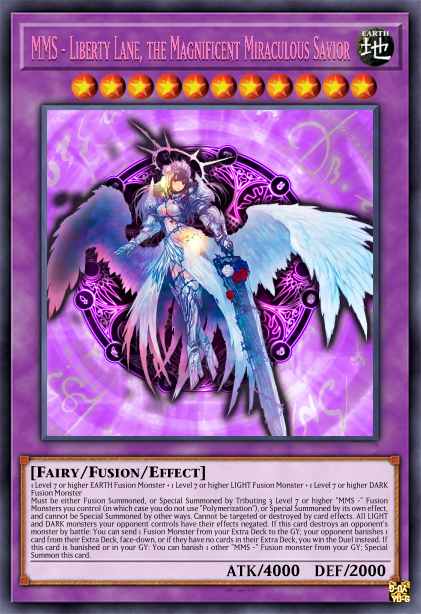 MMS - Liberty Lane, the Magnificent Miraculous Savior
EARTH
地
[Fairy/Fusion/Effect]
1 Level 7 or higher EARTH Fusion Monster + 1 Level 7 or higher LIGHT Fusion Monster + 1 Level 7 or higher DARK
Fusion Monster
Must be either Fusion Summoned, or Special Summoned by Tributing 3 Level 7 or higher "MMS -" Fusion
Monsters you control (in which case you do not use "Polymerization"), or Special Summoned by its own effect,
and cannot be Special Summoned by other ways. Cannot be targeted or destroyed by card effects. All LIGHT
and DARK monsters your opponent controls have their effects negated. If this card destroys an opponent's
monster by battle: You can send 1 Fusion Monster from your Extra Deck to the GY; your opponent banishes 1
card from their Extra Deck, face-down, or if they have no cards in their Extra Deck, you win the Duel instead. If
this card is banished or in your GY: You can banish 1 other "MMS -" Fusion monster from your GY; Special
Summon this card.
ATK/4000 DEF/2000